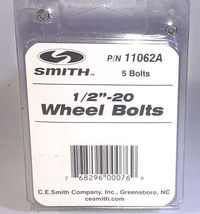 P/N 11062A
SMITH™
5 Bolts
1/2"-20
Wheel Bolts
7 68296 00076 9
C.E.Smith Company, Inc., Greensboro, NC
cesmith.com